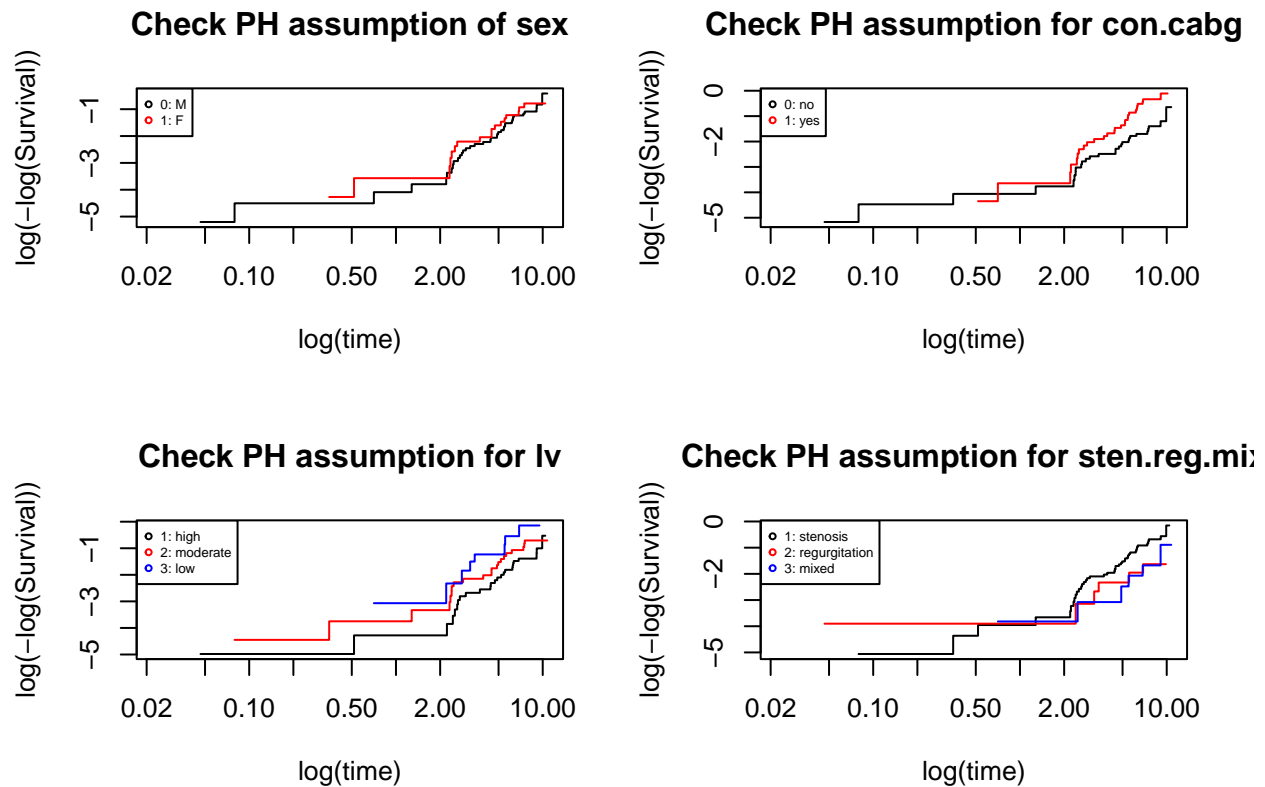 Check PH assumption of sex
log(−log(Survival))
−5 −3 −1
0: M
1: F
0.02 0.10 0.50 2.00 10.00
log(time)
Check PH assumption for con.cabg
log(−log(Survival))
−5 −2 0
0: no
1: yes
0.02 0.10 0.50 2.00 10.00
log(time)
Check PH assumption for lv
log(−log(Survival))
−5 −3 −1
1: high
2: moderate
3: low
0.02 0.10 0.50 2.00 10.00
log(time)
Check PH assumption for sten.reg.mix
log(−log(Survival))
−5 −2 0
1: stenosis
2: regurgitation
3: mixed
0.02 0.10 0.50 2.00 10.00
log(time)